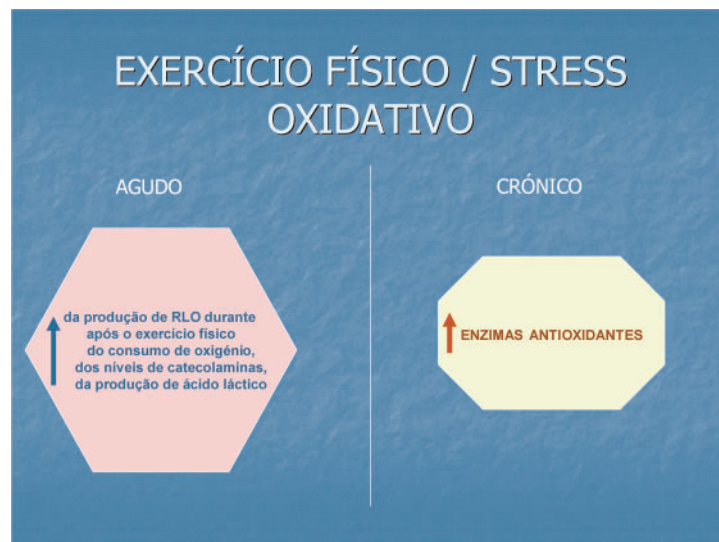 EXERCÍCIO FÍSICO / STRESS
OXIDATIVO
AGUDO
da produção de RLO durante
após o exercício físico
do consumo de oxigénio,
dos níveis de catecolaminas,
da produção de ácido láctico
CRÓNICO
ENZIMAS ANTIOXIDANTES